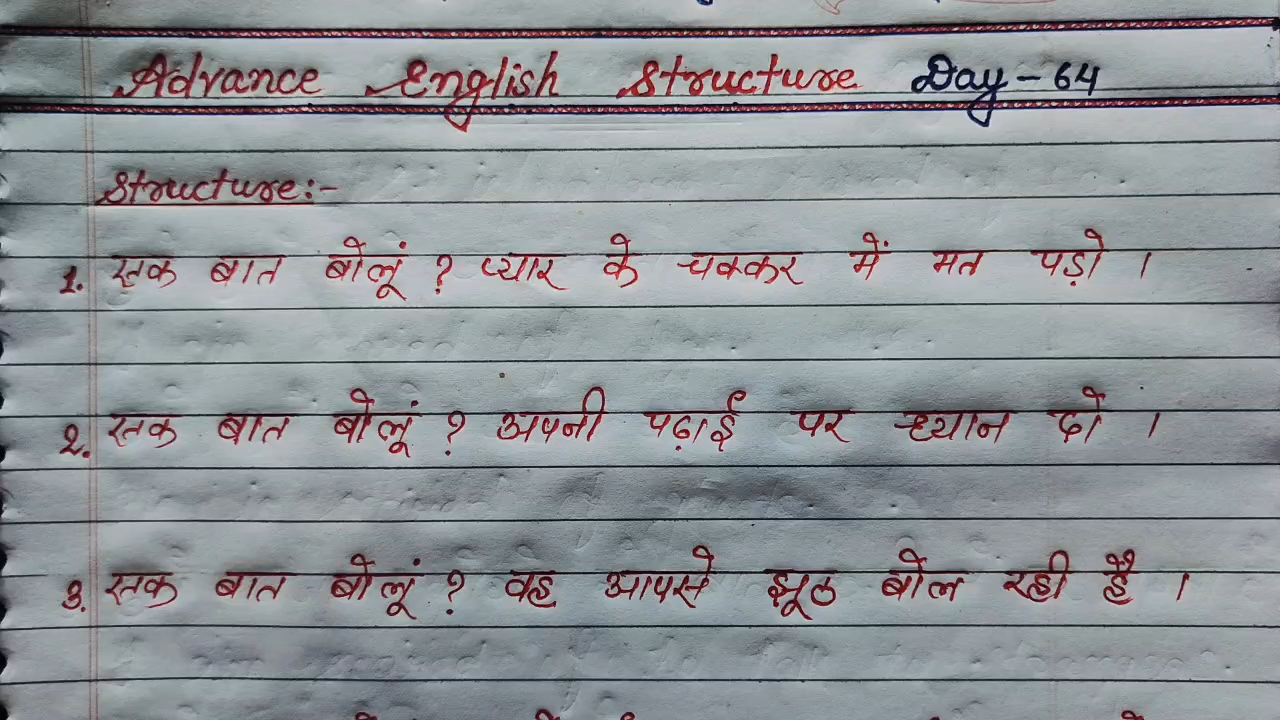 Advance English Structure Day - 64
Structure:-
1. एक बात बोलूं ? प्यार के चक्कर में मत पड़ो ।
2. एक बात बोलूं ? अपनी पढ़ाई पर ध्यान दो ।
3. एक बात बोलूं ? वह आपसे झूठ बोल रही है ।